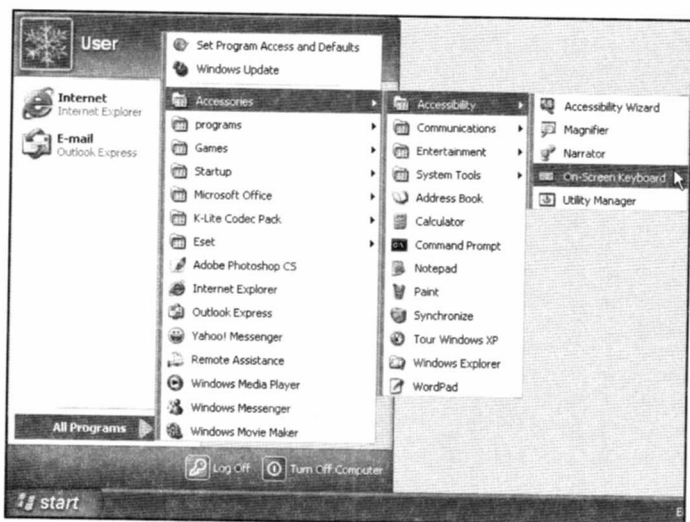 User
Internet
Internet Explorer
E-mail
Outlook Express
All Programs
Set Program Access and Defaults
Windows Update
Accessories
programs
Games
Startup
Microsoft Office
K-Lite Codec Pack
Eset
Adobe Photoshop CS
Internet Explorer
Outlook Express
Yahoo! Messenger
Remote Assistance
Windows Media Player
Windows Messenger
Windows Movie Maker
Accessibility
Communications
Entertainment
System Tools
Address Book
Calculator
Command Prompt
Notepad
Paint
Synchronize
Tour Windows XP
Windows Explorer
WordPad
Accessibility Wizard
Magnifier
Narrator
On-Screen Keyboard
Utility Manager
Log Off
Turn Off Computer
start